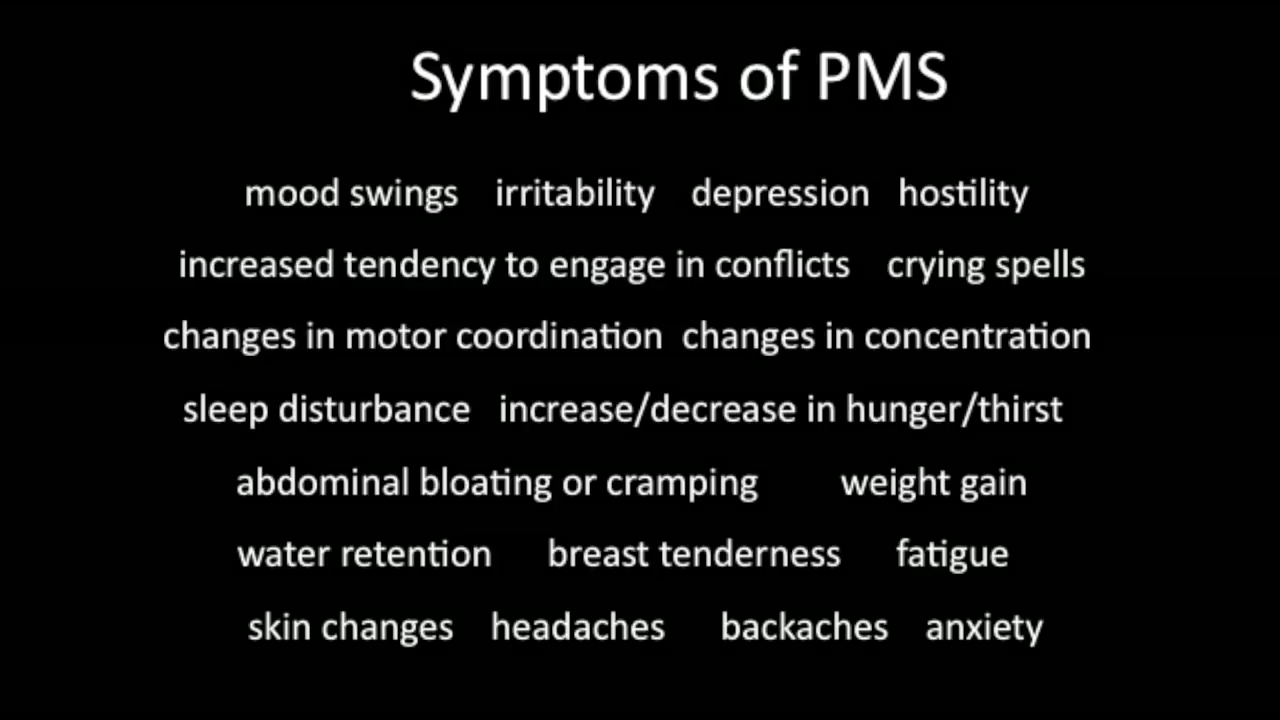 Symptoms of PMS
mood swings irritability depression hostility
increased tendency to engage in conflicts crying spells
changes in motor coordination changes in concentration
sleep disturbance increase/decrease in hunger/thirst
abdominal bloating or cramping weight gain
water retention breast tenderness fatigue
skin changes headaches backaches anxiety